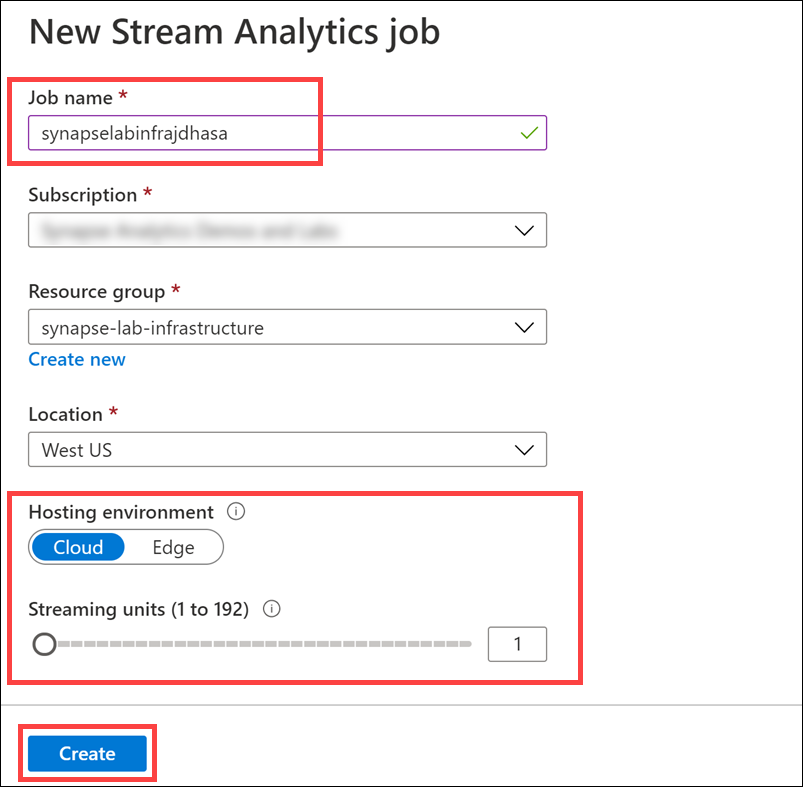 New Stream Analytics job
Job name *
synapselabinfrajdhasa
Subscription *
Resource group *
synapse-lab-infrastructure
Create new
Location *
West US
Hosting environment
Cloud Edge
Streaming units (1 to 192)
1
Create